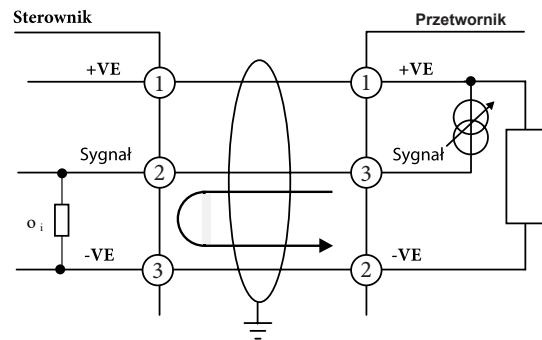 Sterownik
Przetwornik
+VE
1
1
+VE
Sygnał
2
3
Sygnał
o i
-VE
3
2
-VE